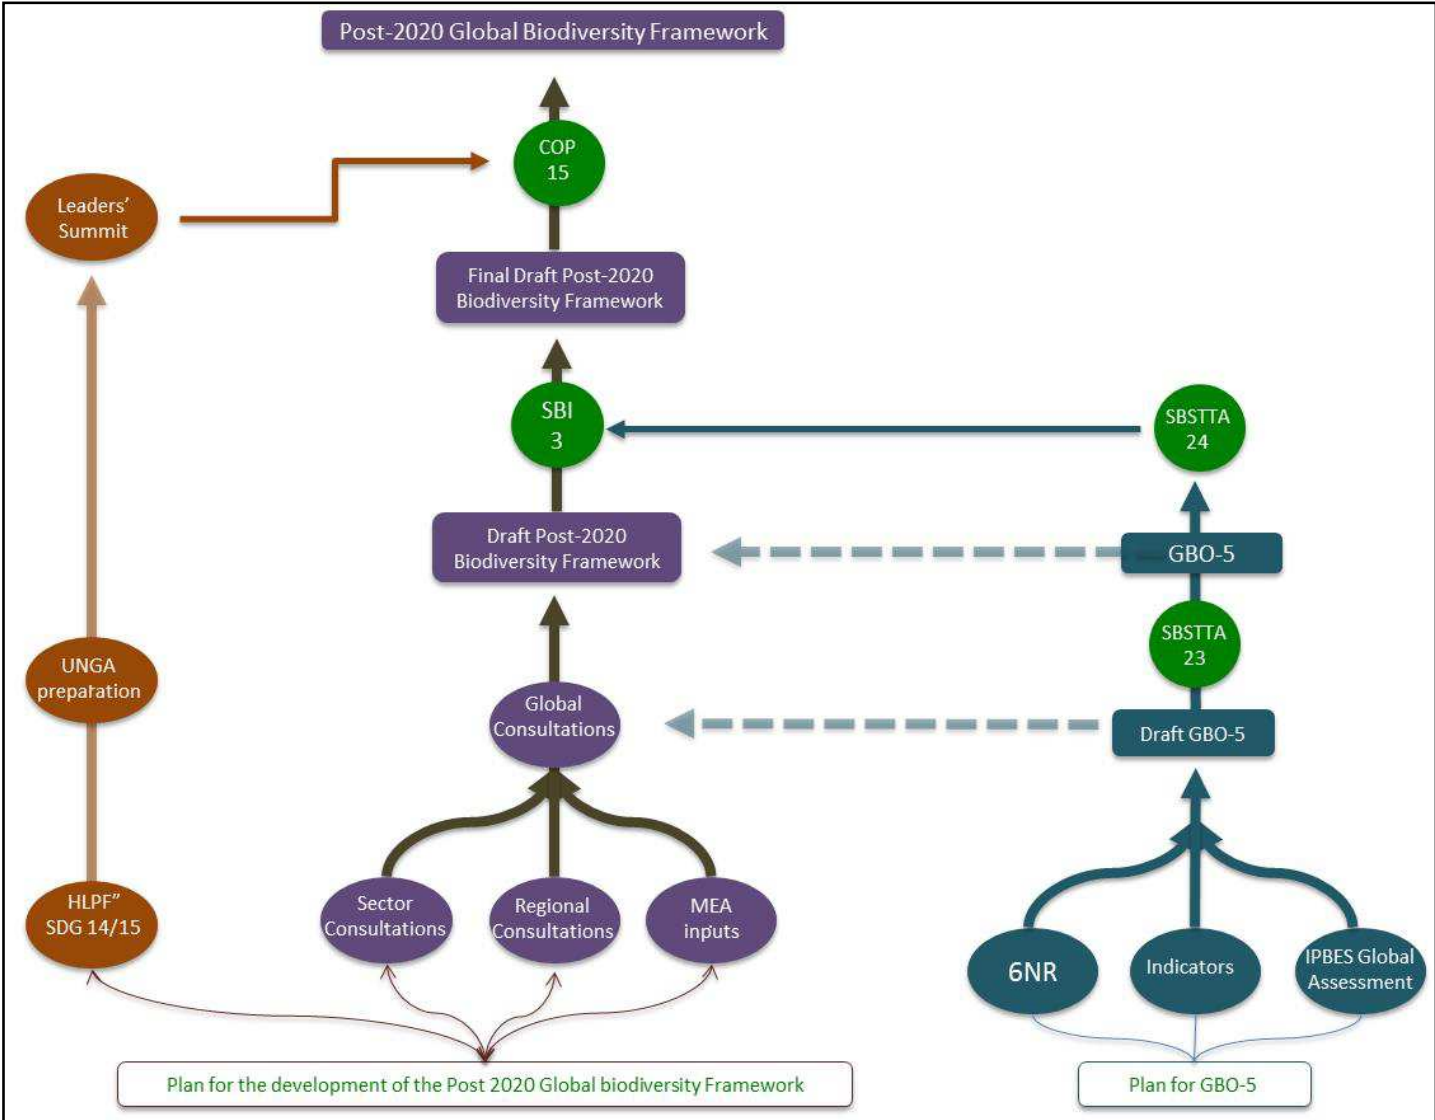 Post-2020 Global Biodiversity Framework
COP
15
Leaders’
Summit
Final Draft Post-2020
Biodiversity Framework
SBI
3
SBSTTA
24
Draft Post-2020
Biodiversity Framework
GBO-5
SBSTTA
23
UNGA
preparation
Global
Consultations
Draft GBO-5
HLPF”
SDG 14/15
Sector
Consultations
Regional
Consultations
MEA
inputs
6NR
Indicators
IPBES Global
Assessment
Plan for the development of the Post 2020 Global biodiversity Framework
Plan for GBO-5